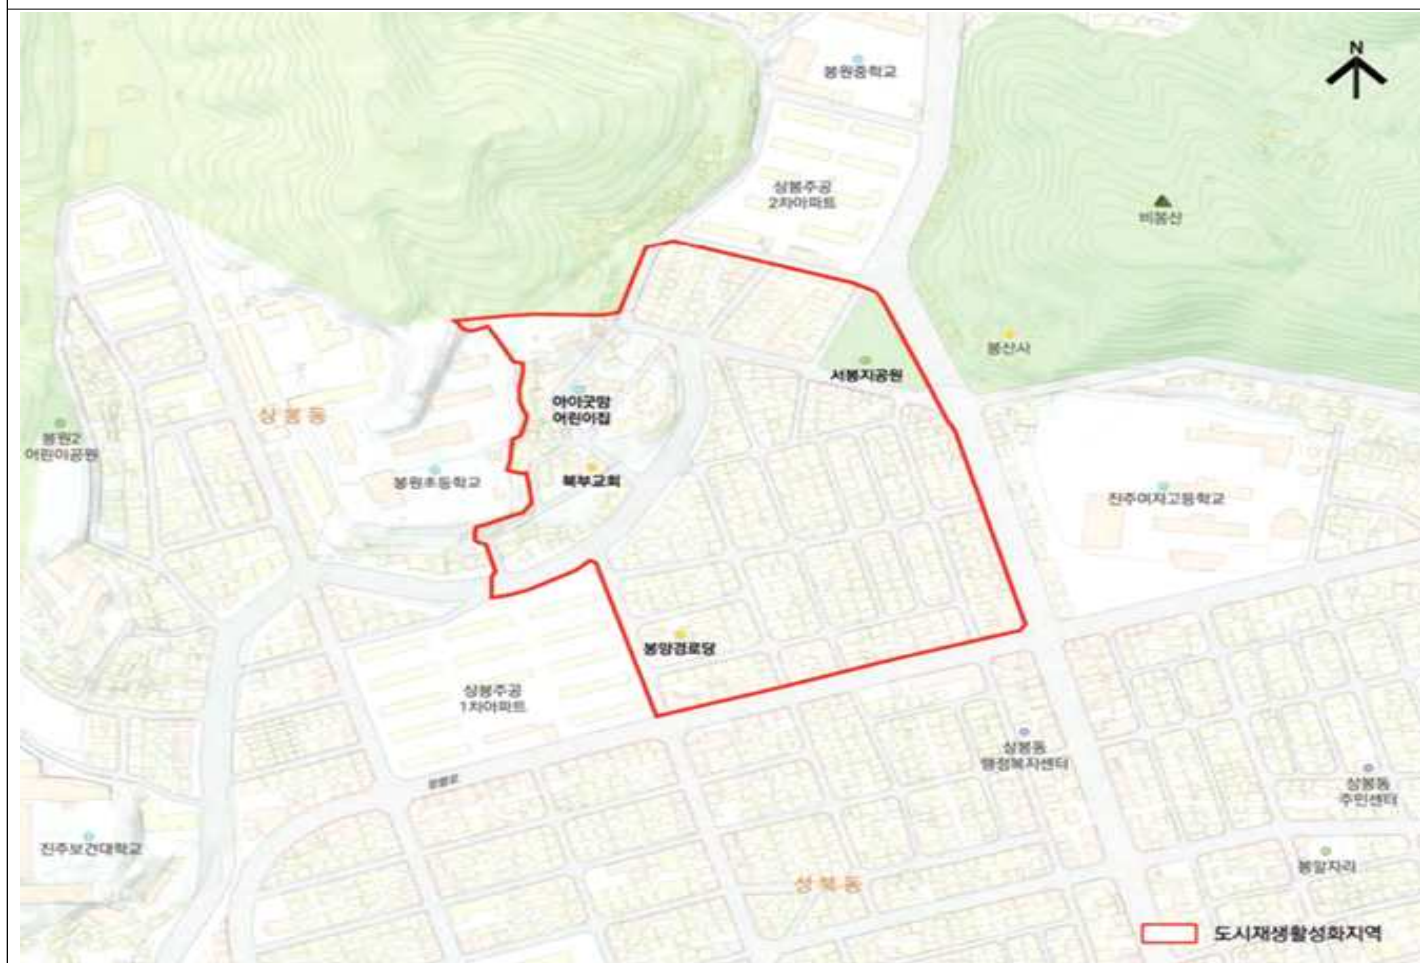 N
봉원중학교
상봉주공
2차아파트
비봉산
봉산사
서봉지공원
아이굿맘
어린이집
상봉동
봉원2
어린이공원
봉원초등학교
북부교회
진주여자고등학교
봉양경로당
상봉주공
1차아파트
상봉동
행정복지센터
상봉동
주민센터
진주보건대학교
봉알자리
성북동
도시재생활성화지역